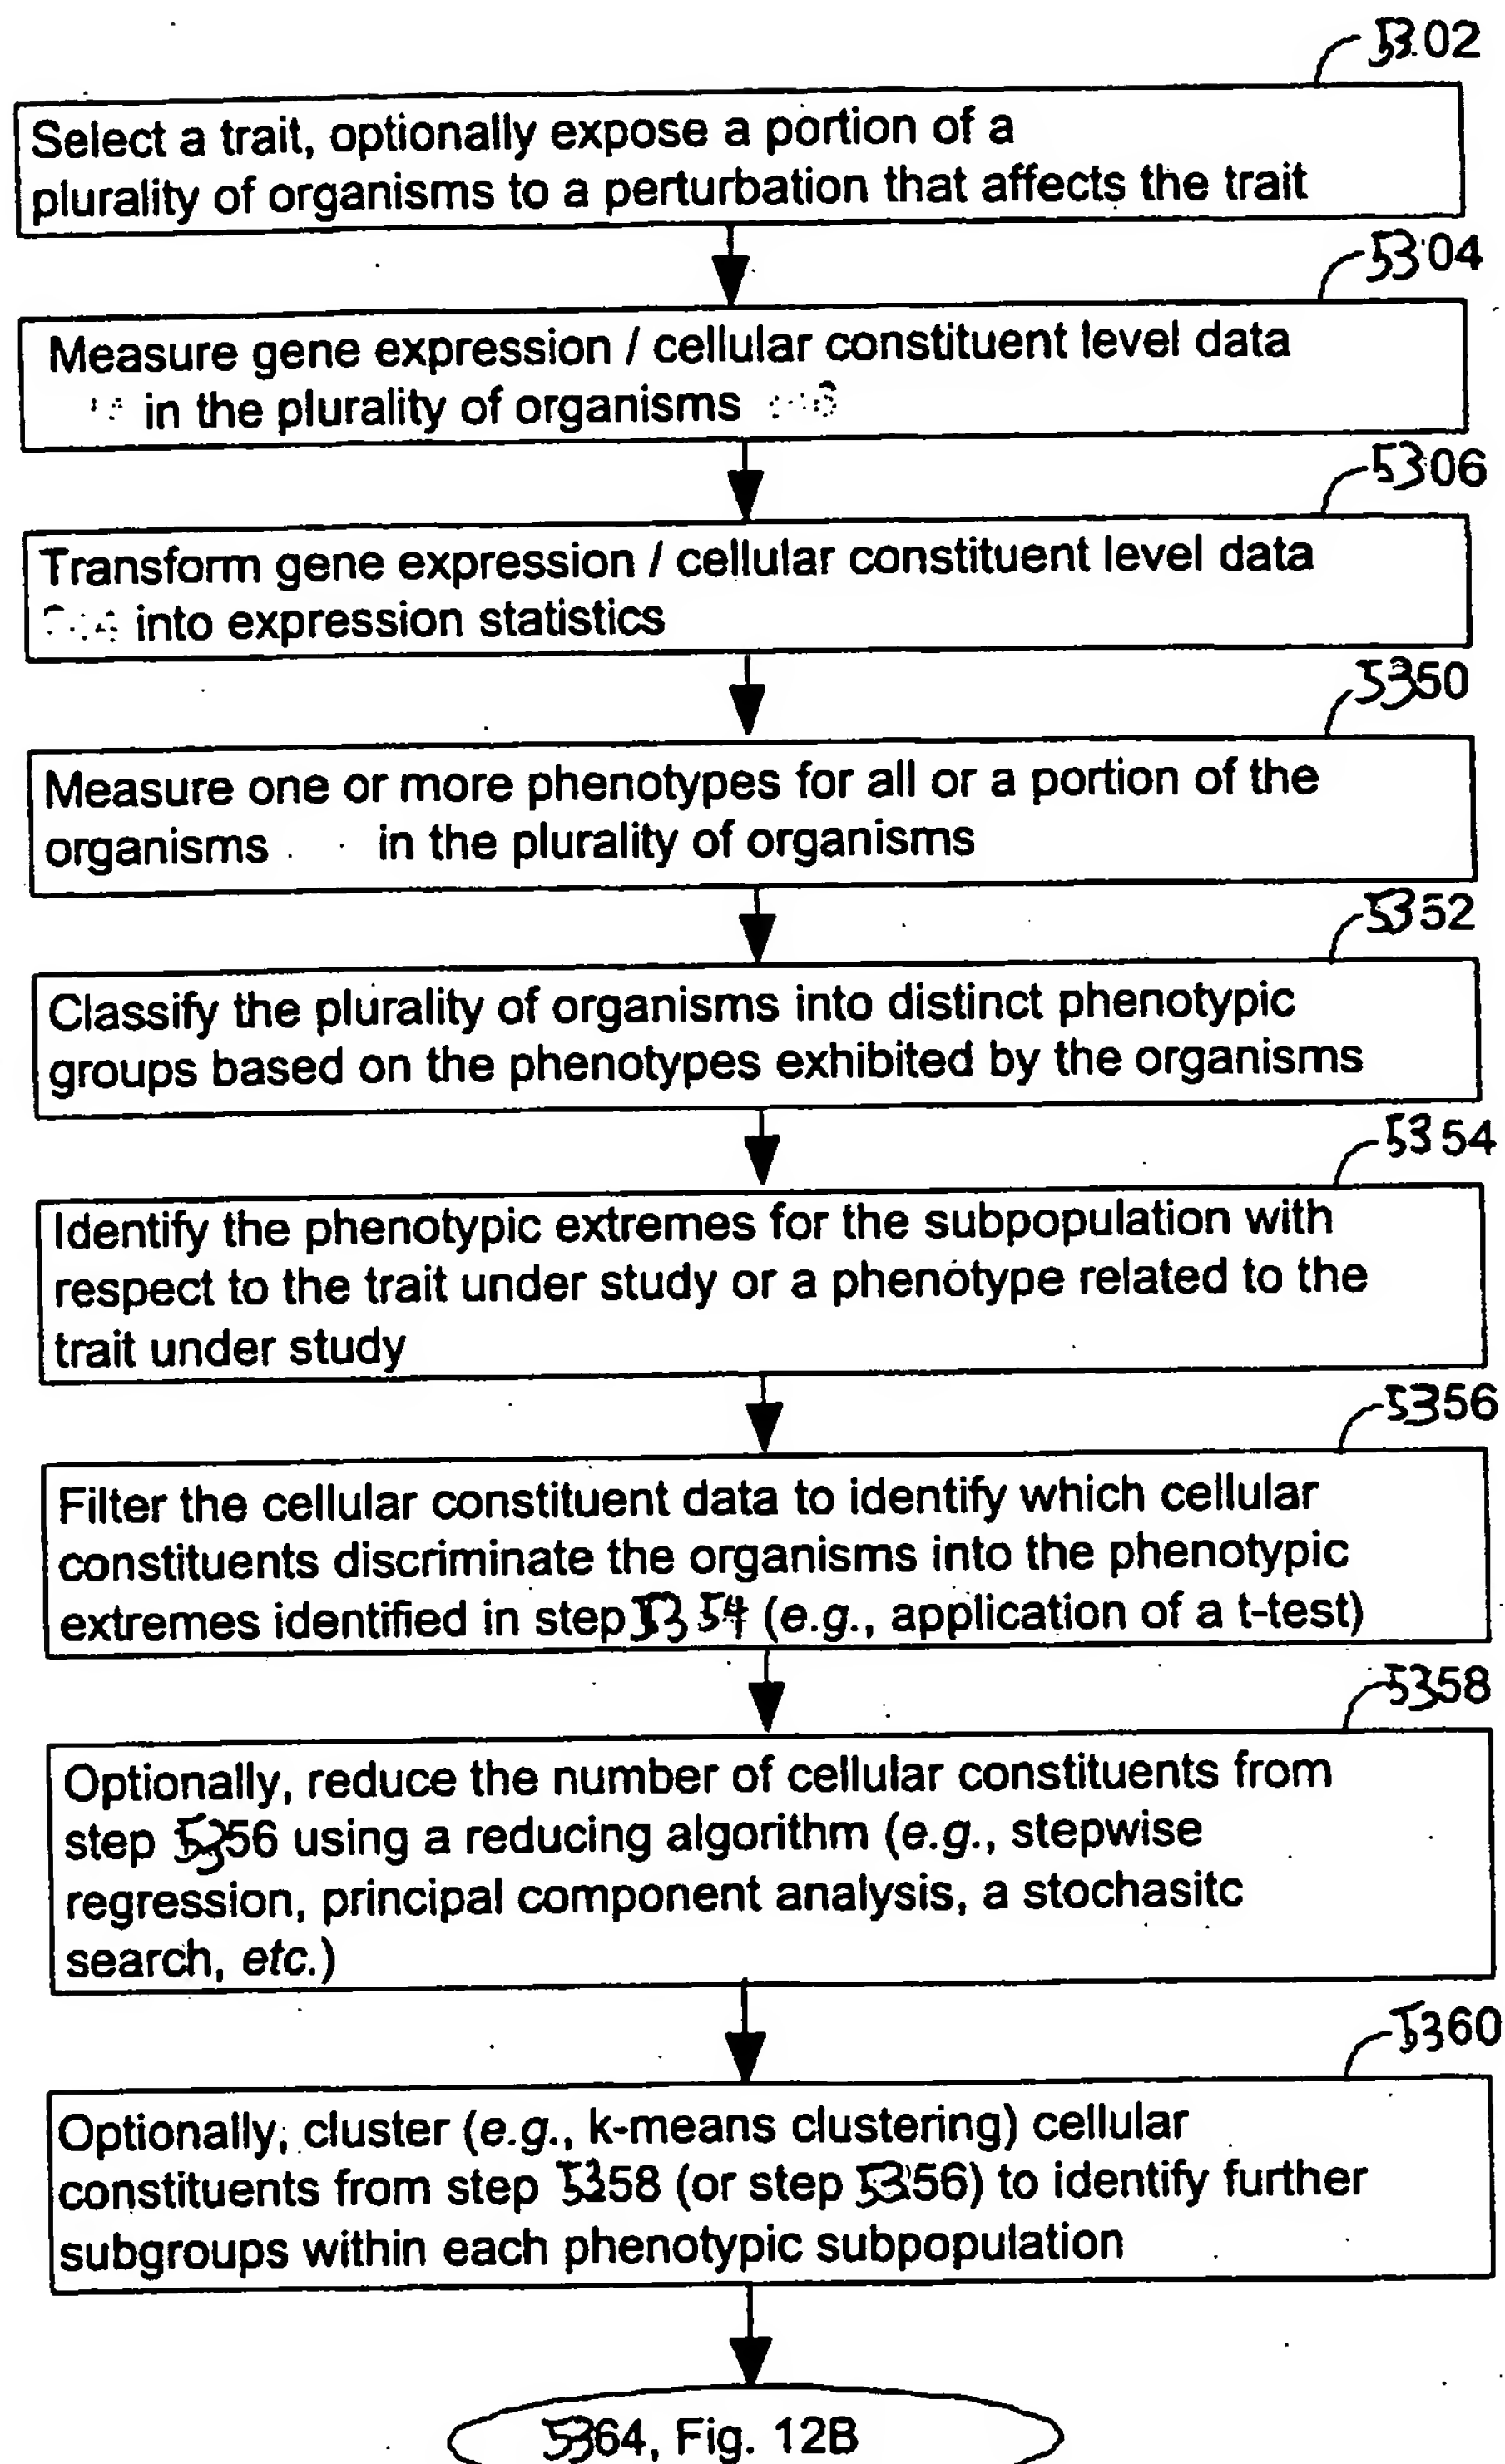 5302
Select a trait, optionally expose a portion of a
plurality of organisms to a perturbation that affects the trait
5304
Measure gene expression / cellular constituent level data
in the plurality of organisms
5306
Transform gene expression / cellular constituent level data
into expression statistics
5350
Measure one or more phenotypes for all or a portion of the
organisms in the plurality of organisms
5352
Classify the plurality of organisms into distinct phenotypic
groups based on the phenotypes exhibited by the organisms
5354
Identify the phenotypic extremes for the subpopulation with
respect to the trait under study or a phenotype related to the
trait under study
5356
Filter the cellular constituent data to identify which cellular
constituents discriminate the organisms into the phenotypic
extremes identified in step 5354 (e.g., application of a t-test)
5358
Optionally, reduce the number of cellular constituents from
step 5356 using a reducing algorithm (e.g., stepwise
regression, principal component analysis, a stochasitc
search, etc.)
5360
Optionally, cluster (e.g., k-means clustering) cellular
constituents from step 5358 (or step 5356) to identify further
subgroups within each phenotypic subpopulation
5364, Fig. 12B